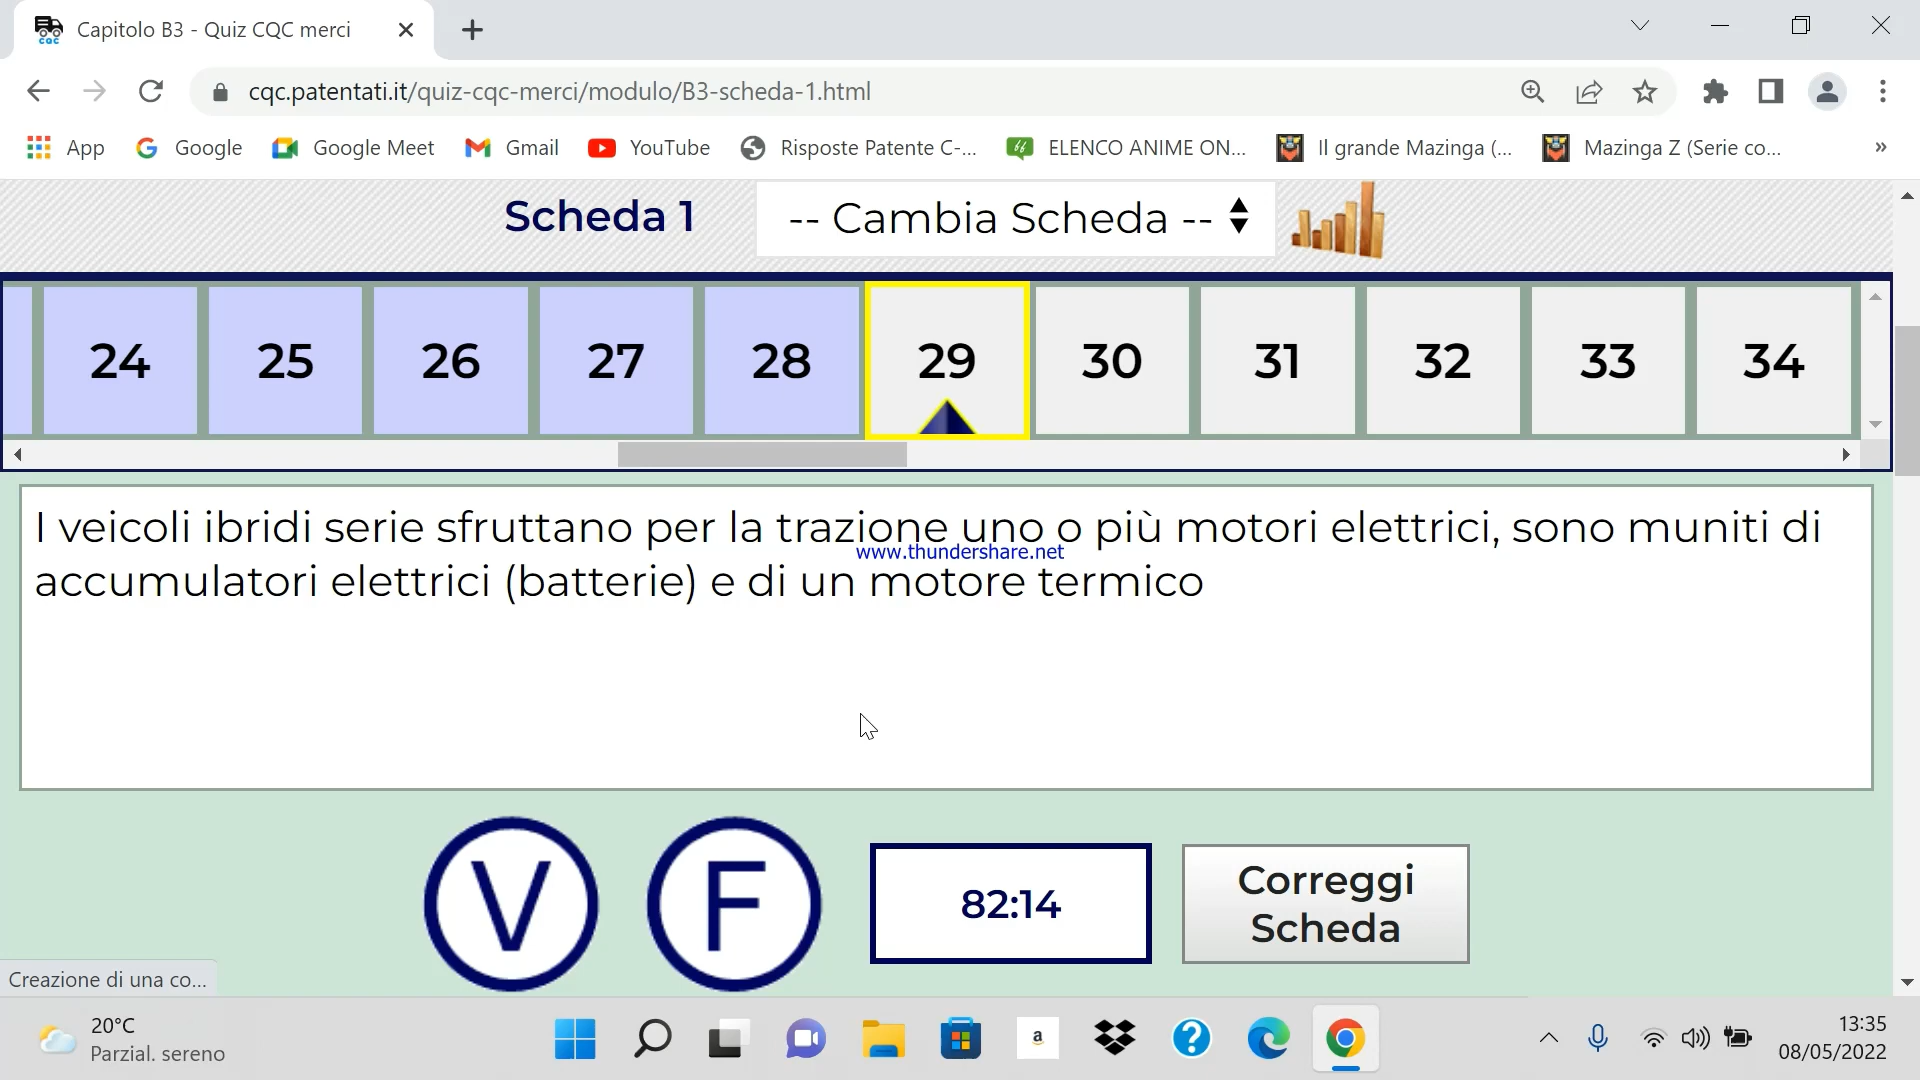 Capitolo B3 - Quiz CQC merci
cqc.patentati.it/quiz-cqc-merci/modulo/B3-scheda-1.html
App Google Google Meet Gmail YouTube Risposte Patente C-... ELENCO ANIME ON... Il grande Mazinga (... Mazinga Z (Serie co... »
Scheda 1 -- Cambia Scheda --
24 25 26 27 28 29 30 31 32 33 34
I veicoli ibridi serie sfruttano per la trazione uno o più motori elettrici, sono muniti di
www.thundershare.net
accumulatori elettrici (batterie) e di un motore termico
V F 82:14 Correggi
Scheda
Creazione di una co...
20°C
Parzial. sereno
13:35
08/05/2022